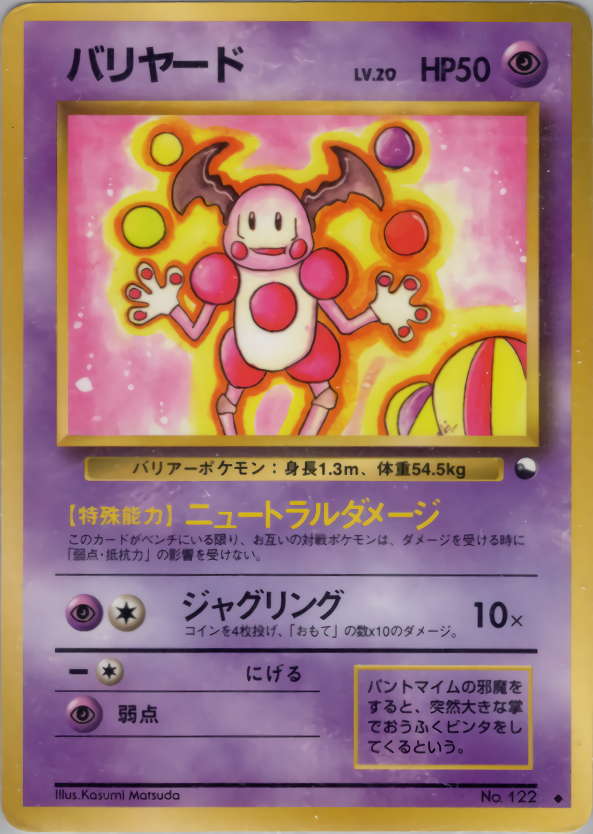 バリヤード LV.20 HP50
バリアーポケモン：身長1.3m、体重54.5kg
【特殊能力】ニュートラルダメージ
このカードがベンチにいる限り、お互いの対戦ポケモンは、ダメージを受ける時に
「弱点・抵抗力」の影響を受けない。
ジャグリング 10×
コインを4枚投げ、「おもて」の数×10のダメージ。
ー にげる
弱点
パントマイムの邪魔を
すると、突然大きな掌
でおうふくビンタをし
てくるという。
Illus.Kasumi Matsuda
No. 122